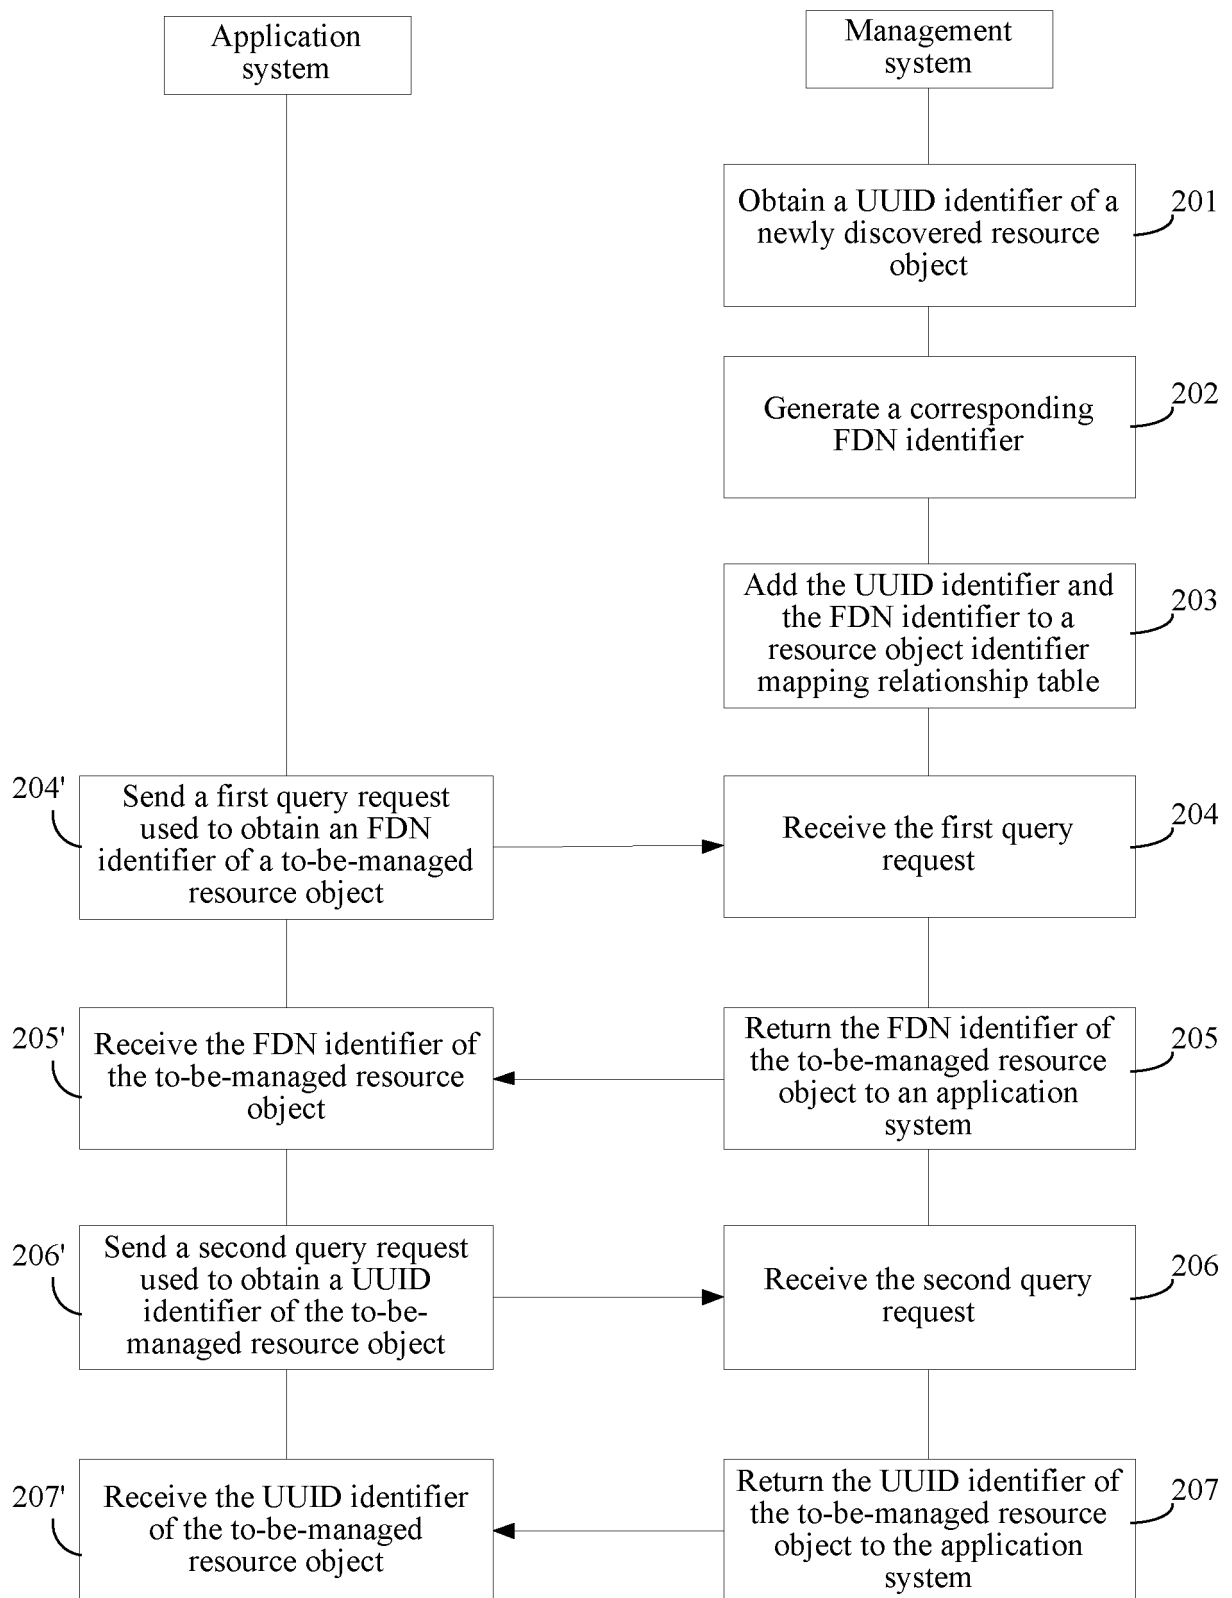 Application
system
Management
system
Obtain a UUID identifier of a
newly discovered resource
object
201
Generate a corresponding
FDN identifier
202
Add the UUID identifier and
the FDN identifier to a
resource object identifier
mapping relationship table
203
204'
Send a first query request
used to obtain an FDN
identifier of a to-be-managed
resource object
Receive the first query
request
204
205'
Receive the FDN identifier of
the to-be-managed resource
object
Return the FDN identifier of
the to-be-managed resource
object to an application
system
205
206'
Send a second query request
used to obtain a UUID
identifier of the to-be-
managed resource object
Receive the second query
request
206
207'
Receive the UUID identifier
of the to-be-managed
resource object
Return the UUID identifier of
the to-be-managed resource
object to the application
system
207